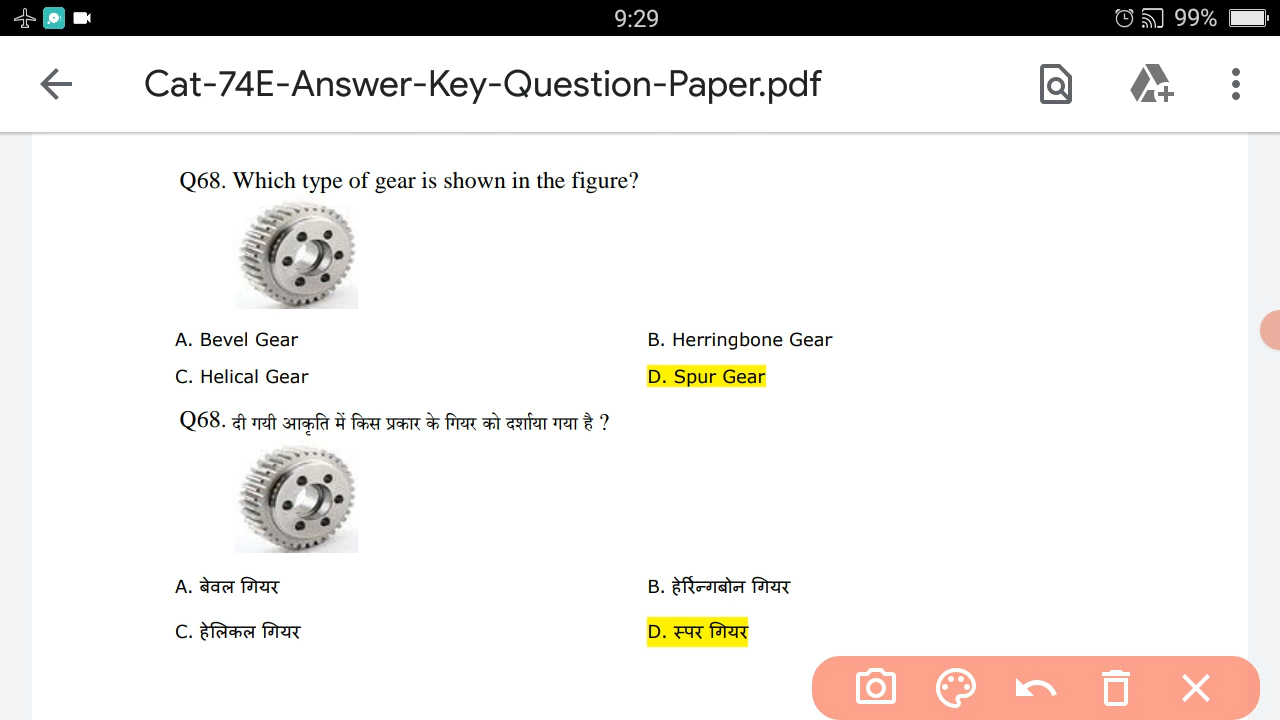 9:29
99%
Cat-74E-Answer-Key-Question-Paper.pdf
Q68. Which type of gear is shown in the figure?
A. Bevel Gear
B. Herringbone Gear
C. Helical Gear
D. Spur Gear
Q68. दी गयी आकृति में किस प्रकार के गियर को दर्शाया गया है ?
A. बेवल गियर
B. हेर्रिन्गबोन गियर
C. हेलिकल गियर
D. स्पर गियर